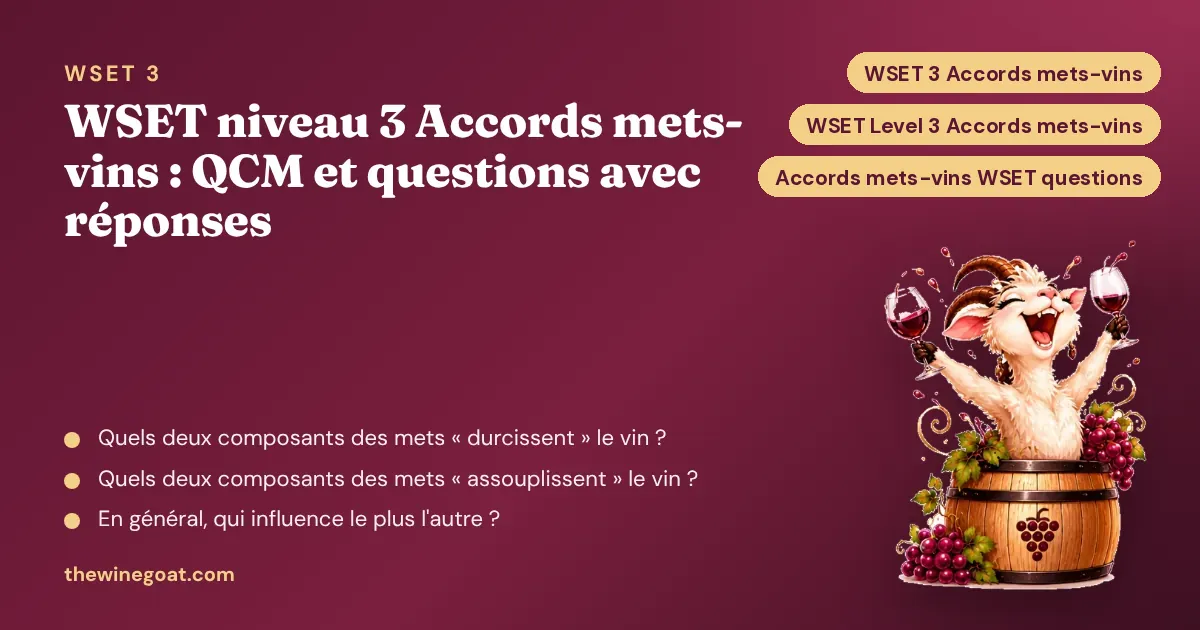 WSET 3
WSET niveau 3 Accords mets-
vins : QCM et questions avec
réponses
WSET 3 Accords mets-vins
WSET Level 3 Accords mets-vins
Accords mets-vins WSET questions
Quels deux composants des mets « durcissent » le vin ?
Quels deux composants des mets « assouplissent » le vin ?
En général, qui influence le plus l'autre ?
thewinegoat.com